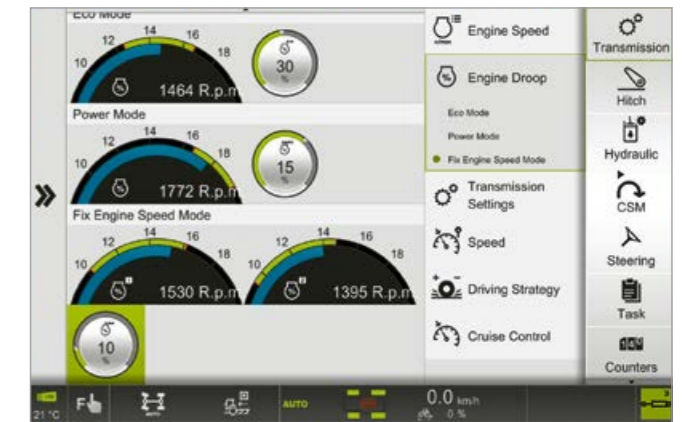 Eco Mode
10 12 14 16 18
1464 R.p.m
30
%
Power Mode
10 12 14 16 18
1772 R.p.m
15
%
Fix Engine Speed Mode
10 12 14 16 18
1530 R.p.m
10 12 14 16 18
1395 R.p.m
10
%
Engine Speed
Engine Droop
Eco Mode
Power Mode
Fix Engine Speed Mode
Transmission
Settings
Speed
Driving Strategy
Cruise Control
Transmission
Hitch
Hydraulic
CSM
Steering
Task
Counters
21 °C
F
AUTO
AUTO
0.0 km/h
0 %
3